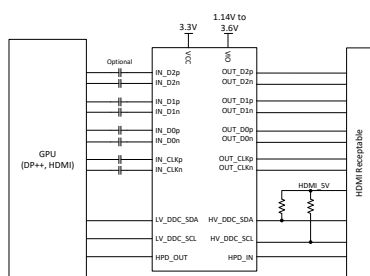 3.3V
1.14V to
3.6V
Optional
VCC
VIO
IN_D2p
IN_D2n
IN_D1p
IN_D1n
IN_D0p
IN_D0n
IN_CLKp
IN_CLKn
LV_DDC_SDA
LV_DDC_SCL
HPD_OUT
OUT_D2p
OUT_D2n
OUT_D1p
OUT_D1n
OUT_D0p
OUT_D0n
OUT_CLKp
OUT_CLKn
HDMI_5V
HV_DDC_SDA
HV_DDC_SCL
HPD_IN
GPU
(DP++, HDMI)
HDMI Receptable